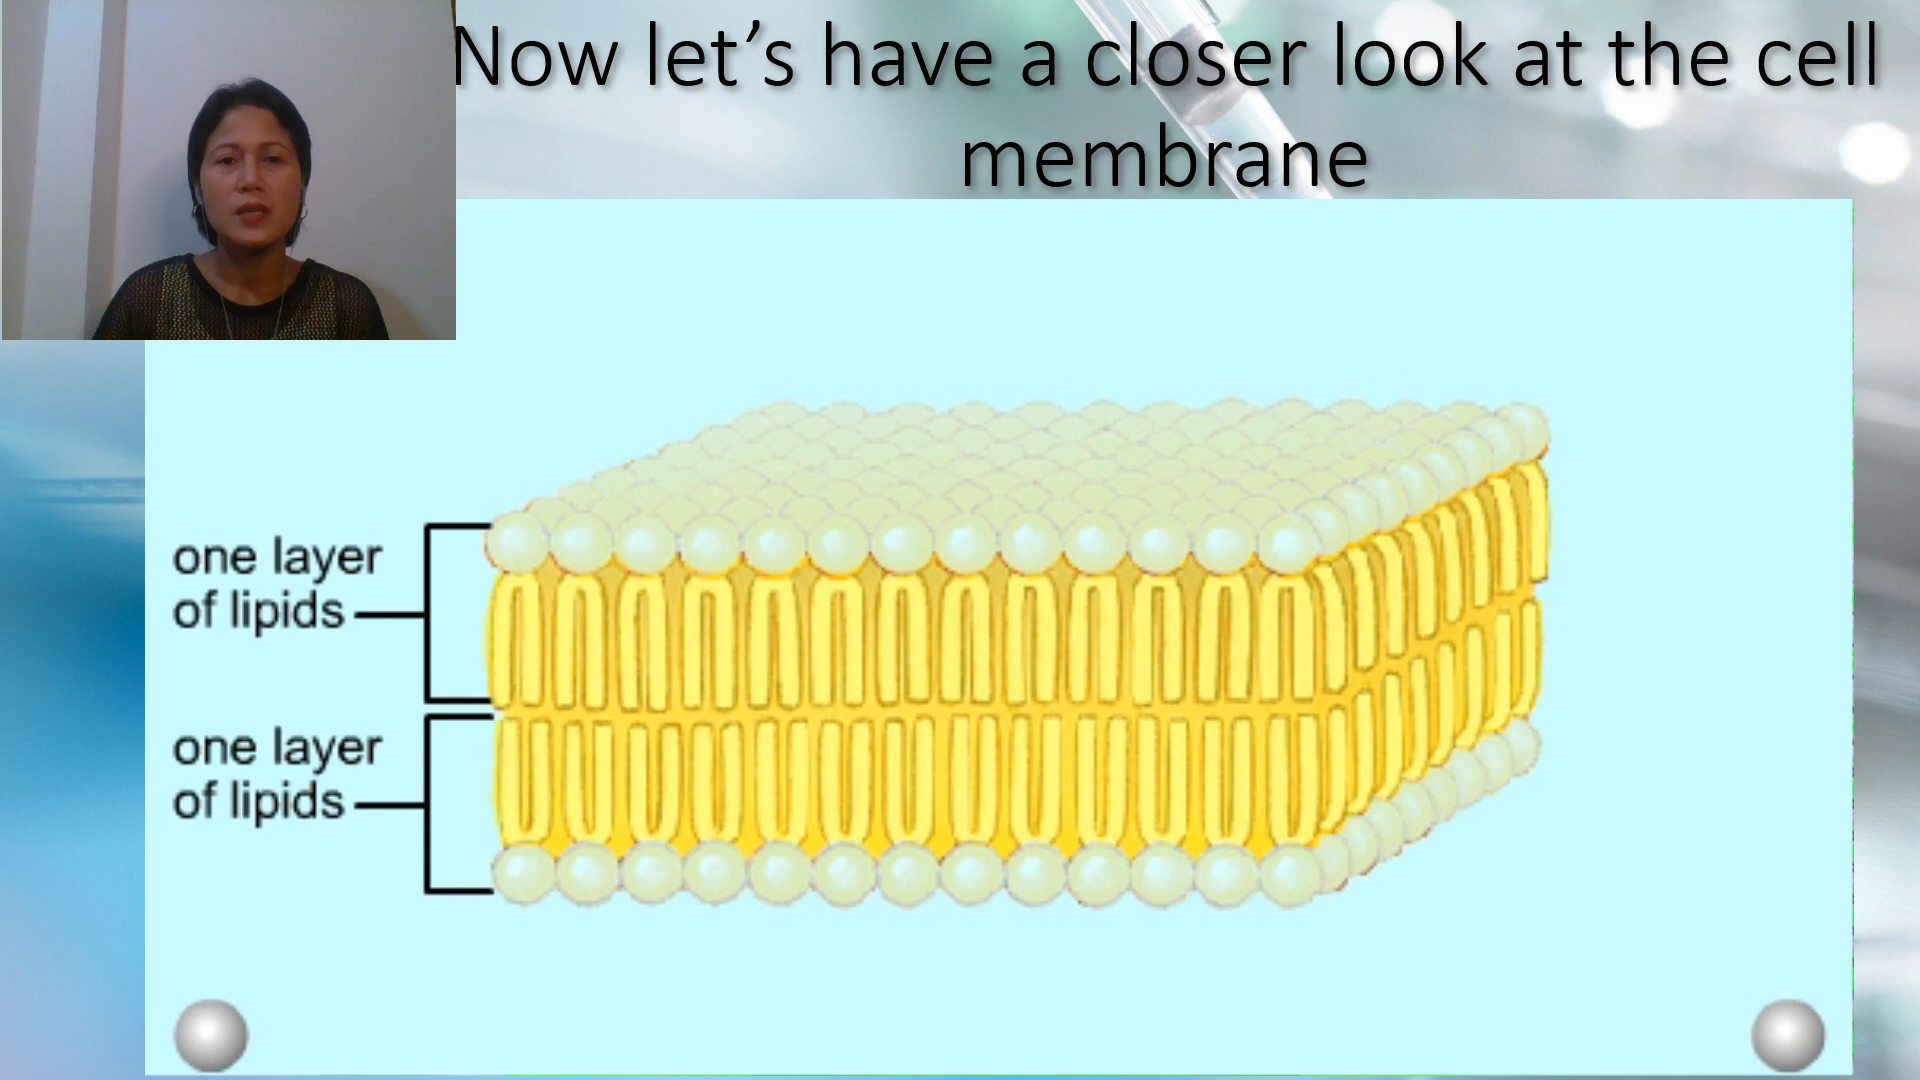 Now let’s have a closer look at the cell
membrane
one layer
of lipids
one layer
of lipids